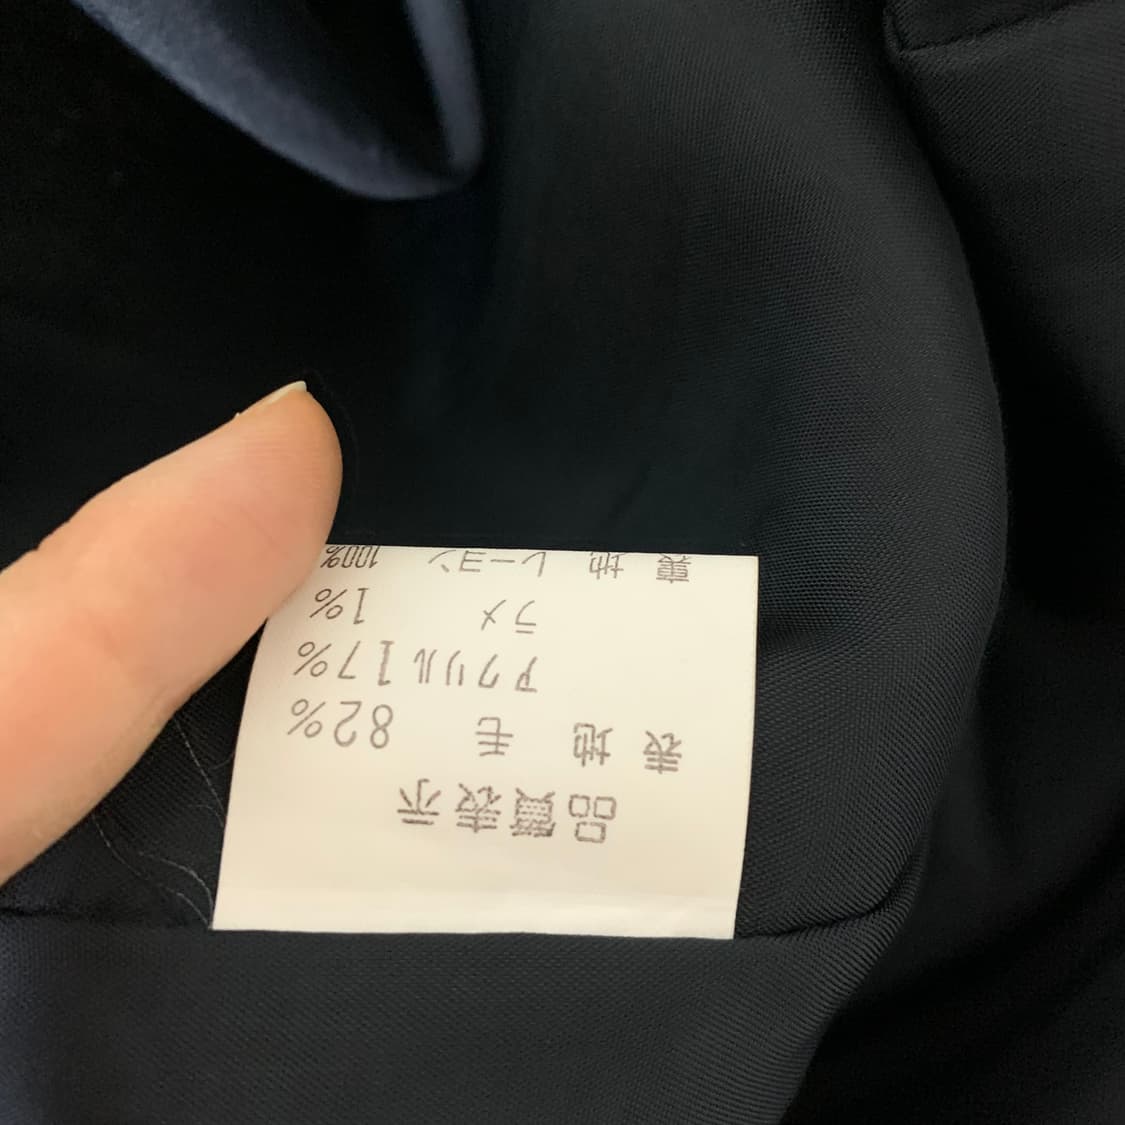 品質表示
表 地 毛 82%
アクリル 17%
ラメ 1%
裏 地 レーヨン 100%